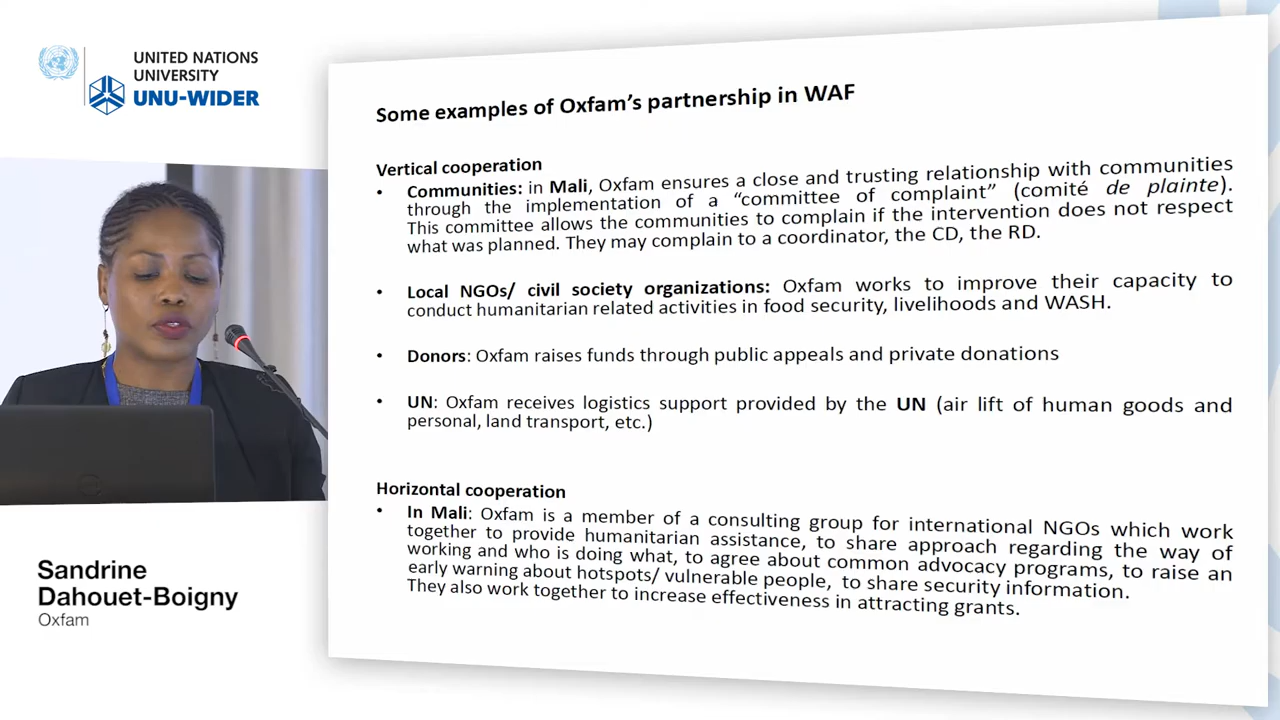 UNITED NATIONS
UNIVERSITY
UNU-WIDER
Some examples of Oxfam's partnership in WAF
Vertical cooperation
• Communities: in Mali, Oxfam ensures a close and trusting relationship with communities
through the implementation of a “committee of complaint” (comité de plainte).
This committee allows the communities to complain if the intervention does not respect
what was planned. They may complain to a coordinator, the CD, the RD.
• Local NGOs/ civil society organizations: Oxfam works to improve their capacity to
conduct humanitarian related activities in food security, livelihoods and WASH.
• Donors: Oxfam raises funds through public appeals and private donations
• UN: Oxfam receives logistics support provided by the UN (air lift of human goods and
personal, land transport, etc.)
Horizontal cooperation
• In Mali: Oxfam is a member of a consulting group for international NGOs which work
together to provide humanitarian assistance, to share approach regarding the way of
working and who is doing what, to agree about common advocacy programs, to raise an
early warning about hotspots/ vulnerable people, to share security information.
They also work together to increase effectiveness in attracting grants.
Sandrine
Dahouet-Boigny
Oxfam